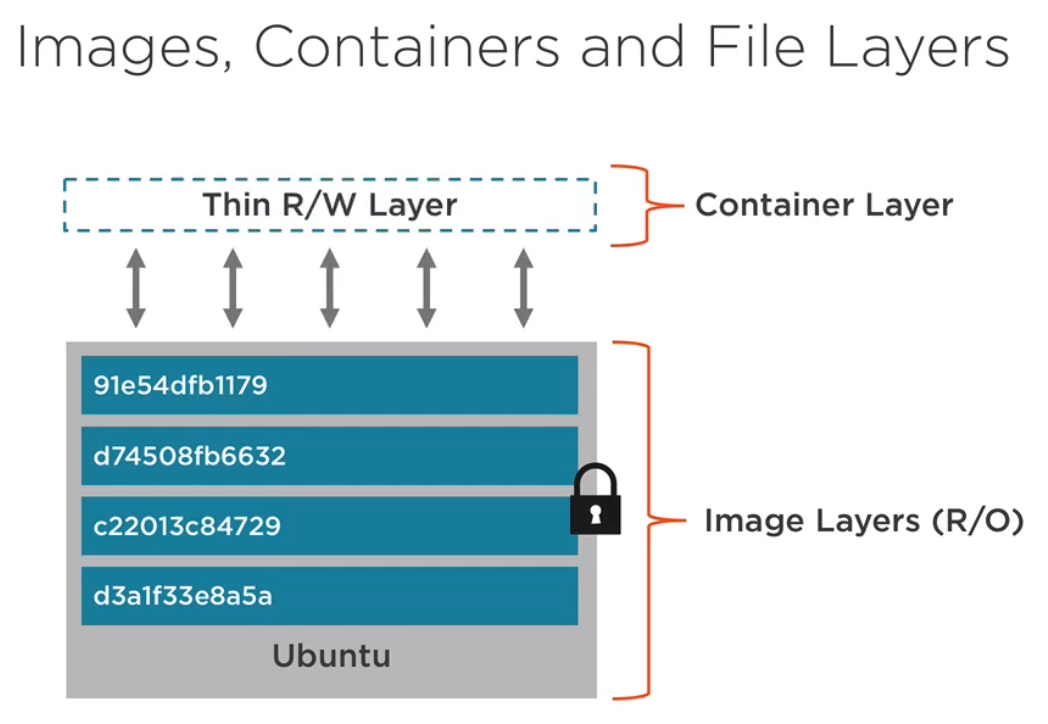 Images, Containers and File Layers
Thin R/W Layer
Container Layer
91e54dfb1179
d74508fb6632
c22013c84729
d3a1f33e8a5a
Ubuntu
Image Layers (R/O)